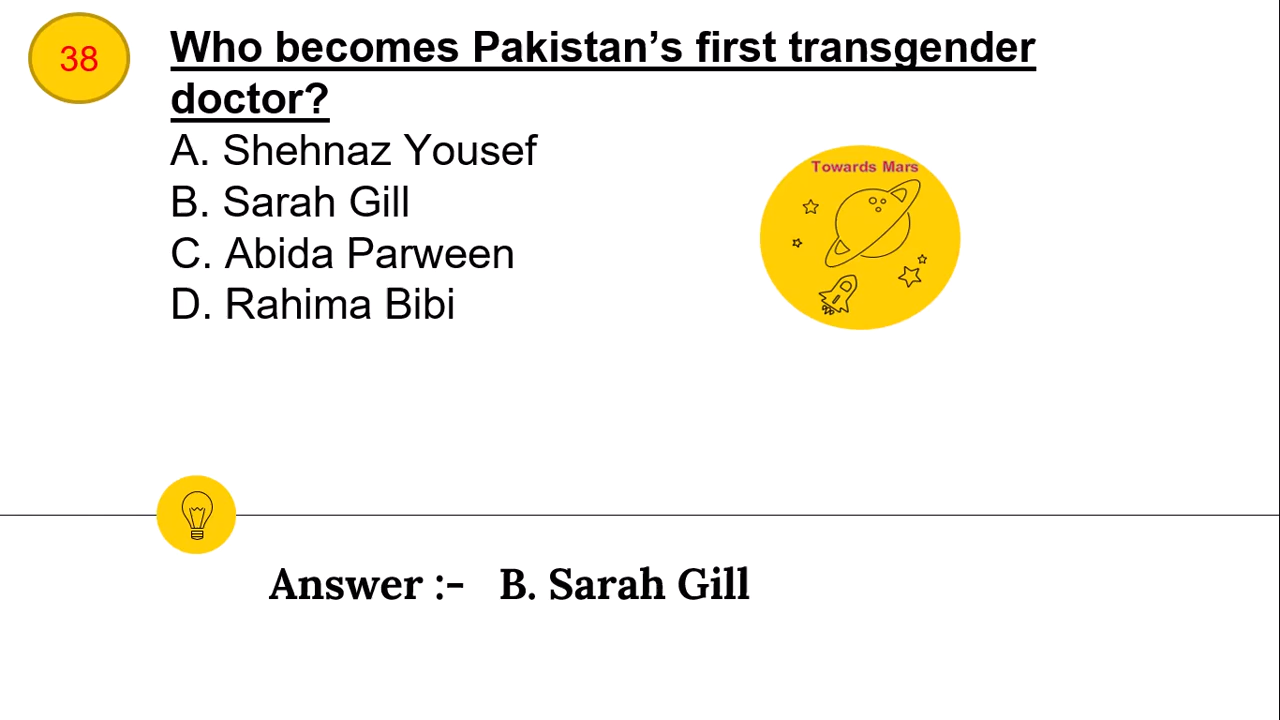 38
Who becomes Pakistan’s first transgender
doctor?
A. Shehnaz Yousef
B. Sarah Gill
C. Abida Parween
D. Rahima Bibi
Towards Mars
Answer :-   B. Sarah Gill